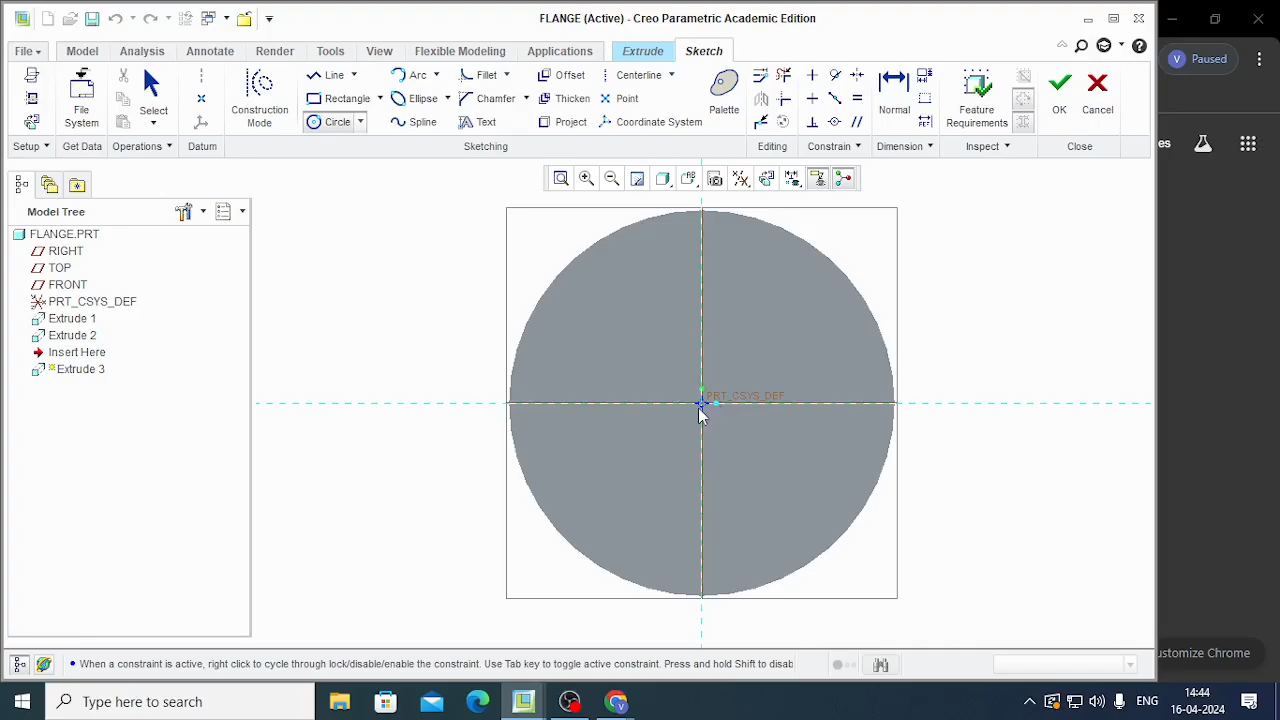 FLANGE (Active) - Creo Parametric Academic Edition
File Model Analysis Annotate Render Tools View Flexible Modeling Applications Extrude Sketch
V Paused
Line Arc Fillet Offset Centerline
Rectangle Ellipse Chamfer Thicken Point
Circle Spline Text Project Coordinate System
File System
Select
Construction Mode
Palette
Normal
Feature Requirements
OK
Cancel
Setup Get Data Operations Datum Sketching Editing Constrain Dimension Inspect Close
es
Model Tree
FLANGE.PRT
RIGHT
TOP
FRONT
PRT_CSYS_DEF
Extrude 1
Extrude 2
Insert Here
Extrude 3
PRT_CSYS_DEF
When a constraint is active, right click to cycle through lock/disable/enable the constraint. Use Tab key to toggle active constraint. Press and hold Shift to disab
ustomize Chrome
Type here to search
V
ENG
14:44
16-04-2024